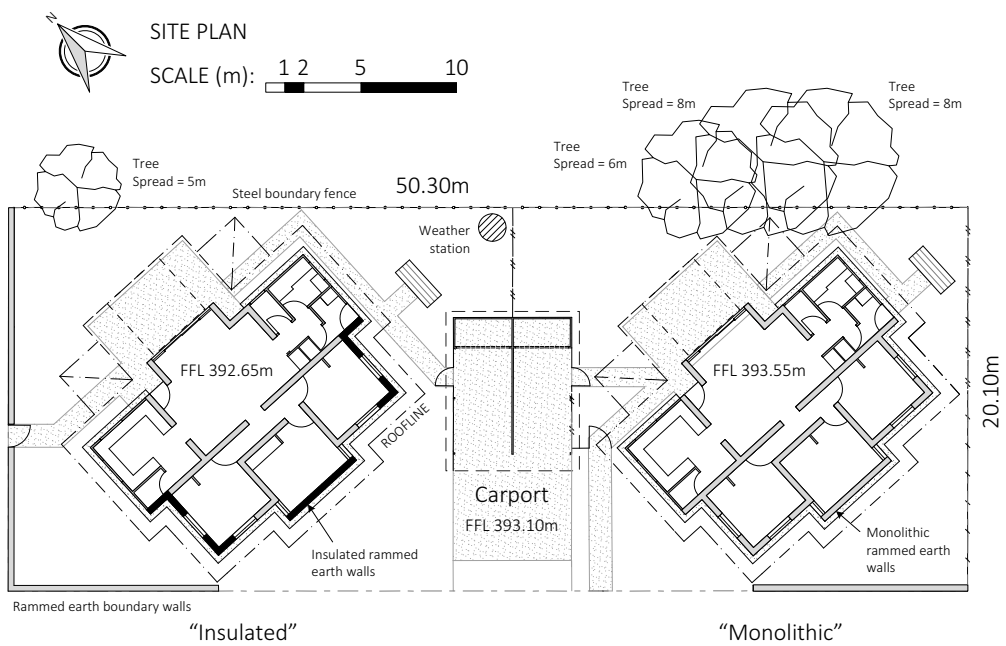 N
SITE PLAN
SCALE (m):
1 2 5 10
Tree
Spread = 5m
Steel boundary fence
50.30m
Weather
station
Tree
Spread = 6m
Tree
Spread = 8m
Tree
Spread = 8m
FFL 392.65m
ROOFLINE
Insulated rammed
earth walls
Carport
FFL 393.10m
FFL 393.55m
Monolithic
rammed earth
walls
20.10m
Rammed earth boundary walls
“Insulated”
“Monolithic”